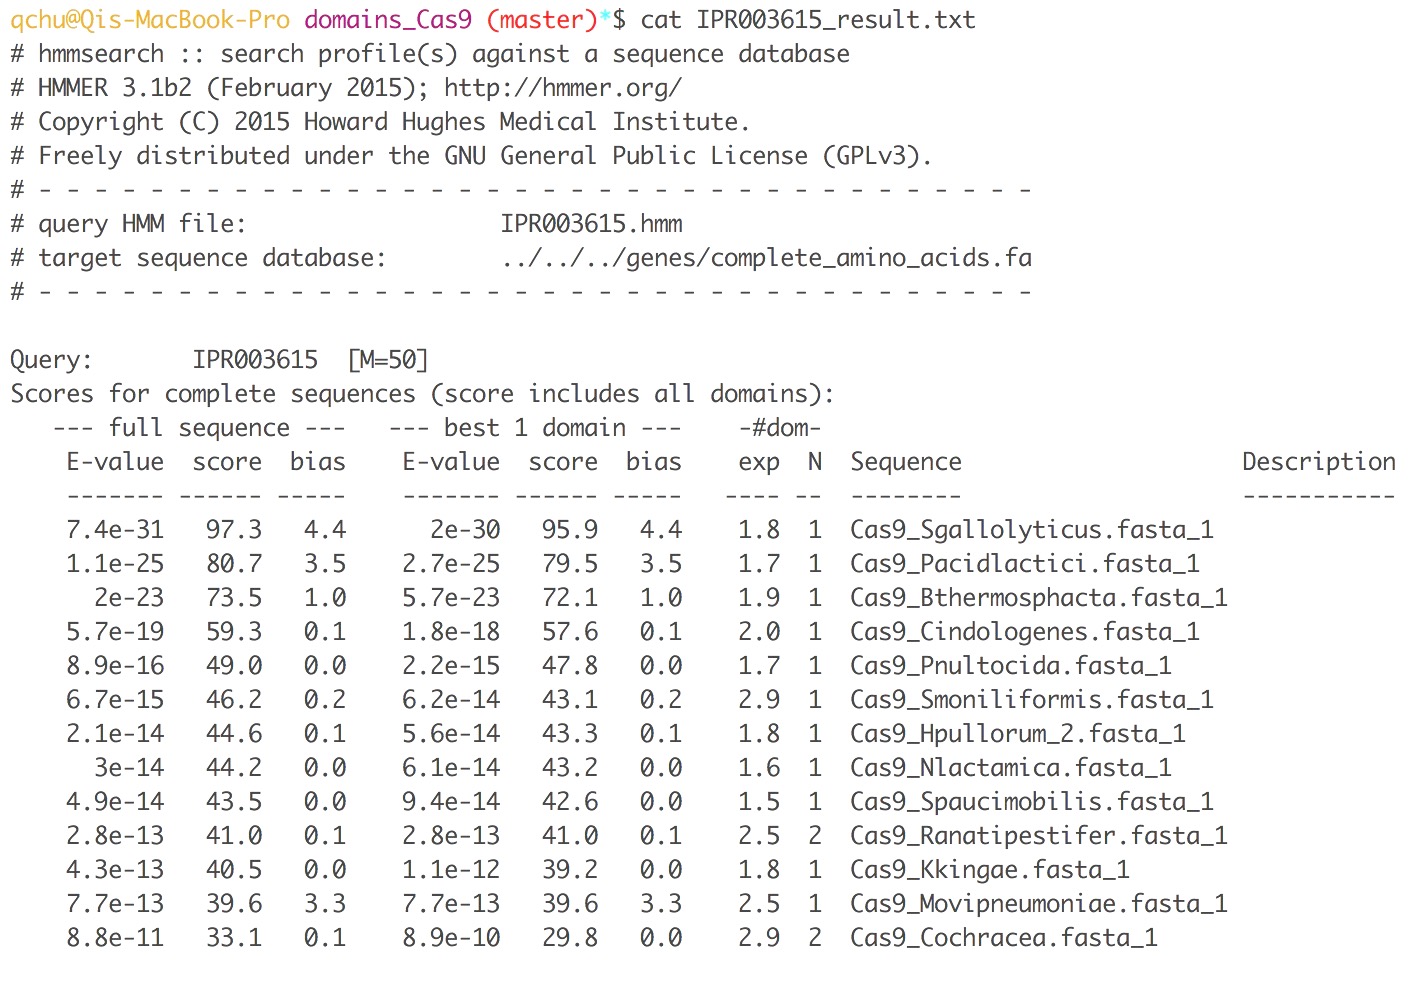 qchu@Qis-MacBook-Pro domains_Cas9 (master)*$ cat IPR003615_result.txt
# hmmsearch :: search profile(s) against a sequence database
# HMMER 3.1b2 (February 2015); http://hmmer.org/
# Copyright (C) 2015 Howard Hughes Medical Institute.
# Freely distributed under the GNU General Public License (GPLv3).
# - - - - - - - - - - - - - - - - - - - - - - - - - - - - - - - - - - - -
# query HMM file:                  IPR003615.hmm
# target sequence database:        ../../../genes/complete_amino_acids.fa
# - - - - - - - - - - - - - - - - - - - - - - - - - - - - - - - - - - - -
Query:       IPR003615  [M=50]
Scores for complete sequences (score includes all domains):
   --- full sequence ---   --- best 1 domain ---    -#dom-
    E-value  score  bias    E-value  score  bias    exp  N  Sequence                    Description
    ------- ------ -----    ------- ------ -----   ---- --  --------                    -----------
    7.4e-31   97.3   4.4      2e-30   95.9   4.4    1.8  1  Cas9_Sgallolyticus.fasta_1
    1.1e-25   80.7   3.5    2.7e-25   79.5   3.5    1.7  1  Cas9_Pacidlactici.fasta_1
      2e-23   73.5   1.0    5.7e-23   72.1   1.0    1.9  1  Cas9_Bthermosphacta.fasta_1
    5.7e-19   59.3   0.1    1.8e-18   57.6   0.1    2.0  1  Cas9_Cindologenes.fasta_1
    8.9e-16   49.0   0.0    2.2e-15   47.8   0.0    1.7  1  Cas9_Pnultocida.fasta_1
    6.7e-15   46.2   0.2    6.2e-14   43.1   0.2    2.9  1  Cas9_Smoniliformis.fasta_1
    2.1e-14   44.6   0.1    5.6e-14   43.3   0.1    1.8  1  Cas9_Hpullorum_2.fasta_1
      3e-14   44.2   0.0    6.1e-14   43.2   0.0    1.6  1  Cas9_Nlactamica.fasta_1
    4.9e-14   43.5   0.0    9.4e-14   42.6   0.0    1.5  1  Cas9_Spaucimobilis.fasta_1
    2.8e-13   41.0   0.1    2.8e-13   41.0   0.1    2.5  2  Cas9_Ranatipestifer.fasta_1
    4.3e-13   40.5   0.0    1.1e-12   39.2   0.0    1.8  1  Cas9_Kkingae.fasta_1
    7.7e-13   39.6   3.3    7.7e-13   39.6   3.3    2.5  1  Cas9_Movipneumoniae.fasta_1
    8.8e-11   33.1   0.1    8.9e-10   29.8   0.0    2.9  2  Cas9_Cochracea.fasta_1